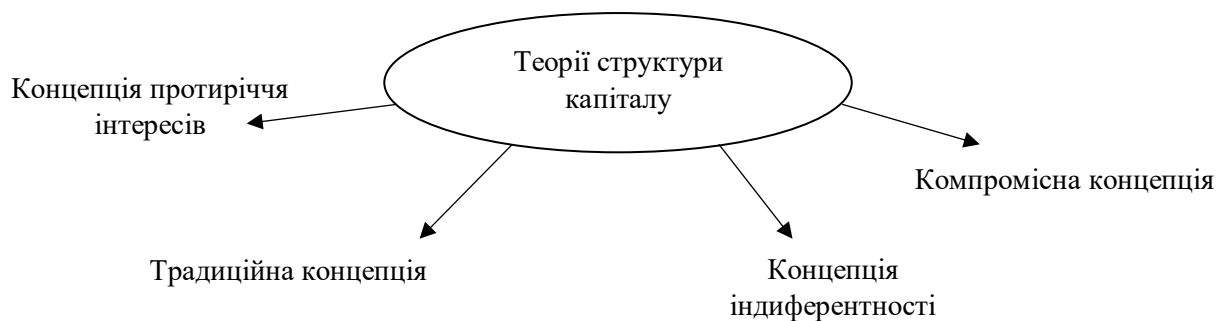 Теорії структури
капіталу
Концепція протиріччя
інтересів
Компромісна концепція
Традиційна концепція
Концепція
індиферентності